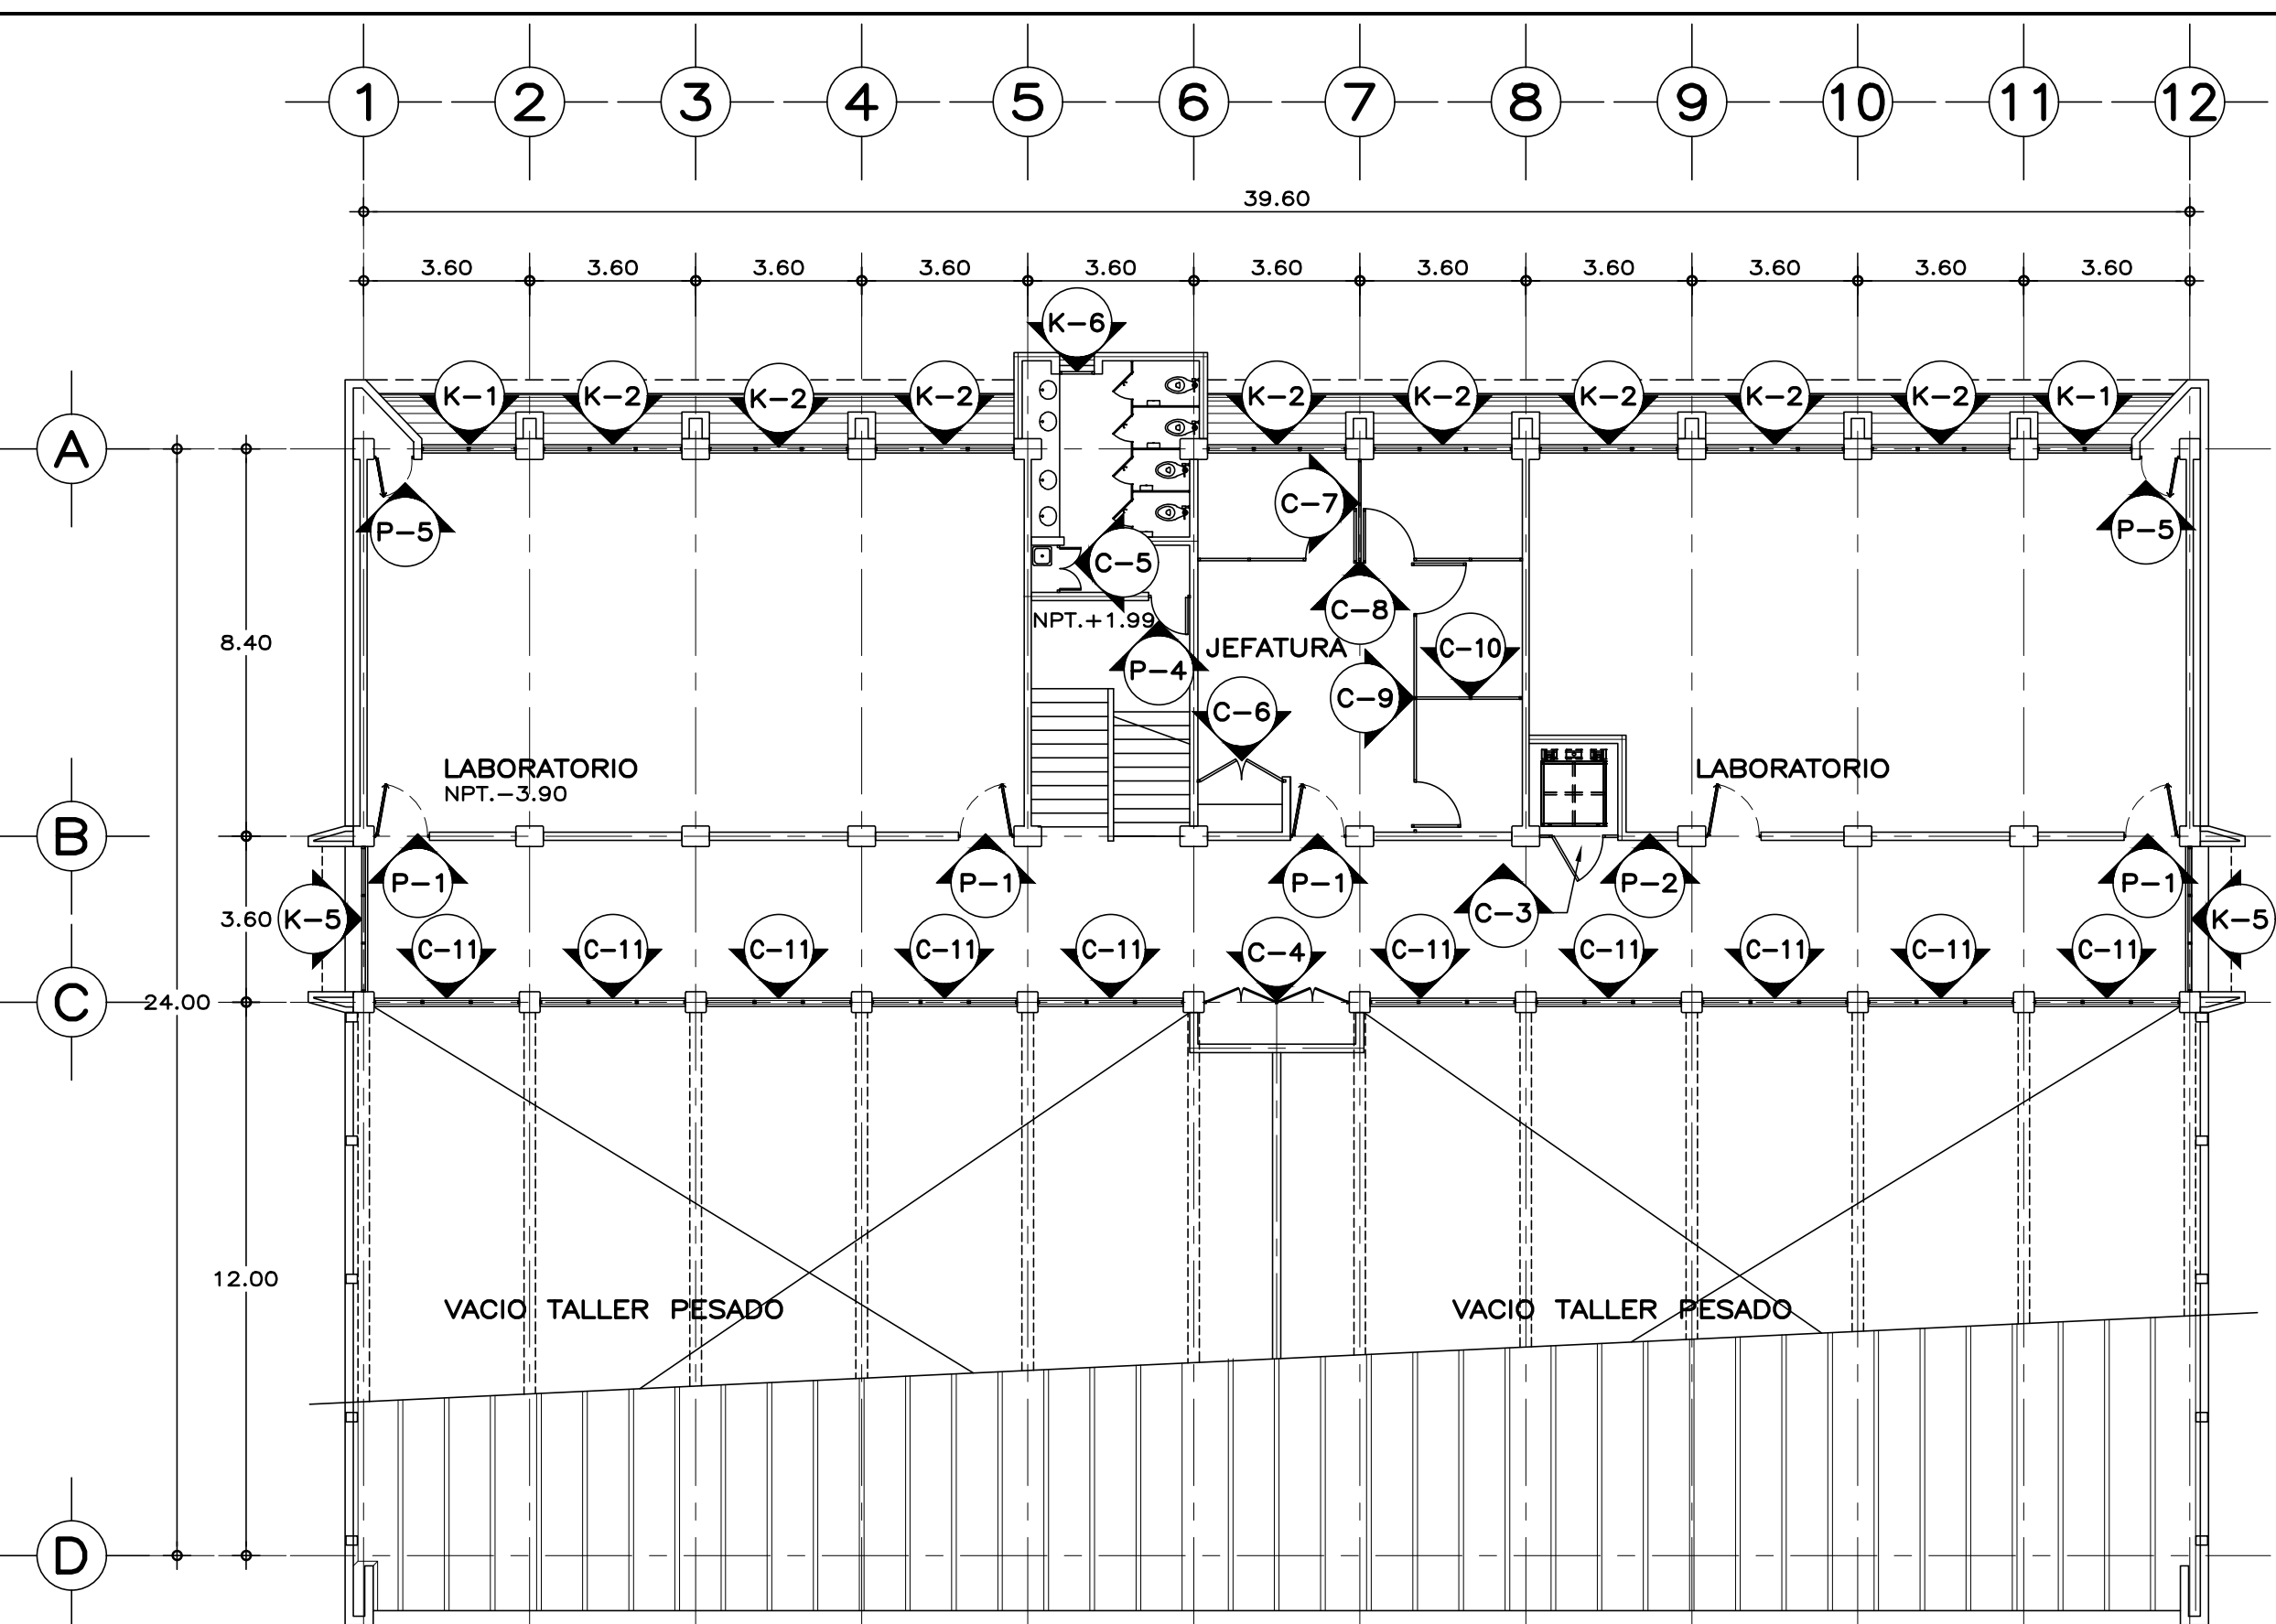 1 2 3 4 5 6 7 8 9 10 11 12
39.60
3.60 3.60 3.60 3.60 3.60 3.60 3.60 3.60 3.60 3.60 3.60
K-6
K-1 K-2 K-2 K-2 K-2 K-2 K-2 K-2 K-2 K-1
A
C-7
P-5 P-5
C-5
C-8
NPT.+1.99
8.40
JEFATURA C-10
P-4
C-9
C-6
LABORATORIO LABORATORIO
NPT.-3.90
B
P-1 P-1 P-1 P-2 P-1
C-3
K-5 3.60 K-5
C-11 C-11 C-11 C-11 C-11 C-4 C-11 C-11 C-11 C-11 C-11
C
24.00
12.00
VACIO TALLER PESADO VACIO TALLER PESADO
D